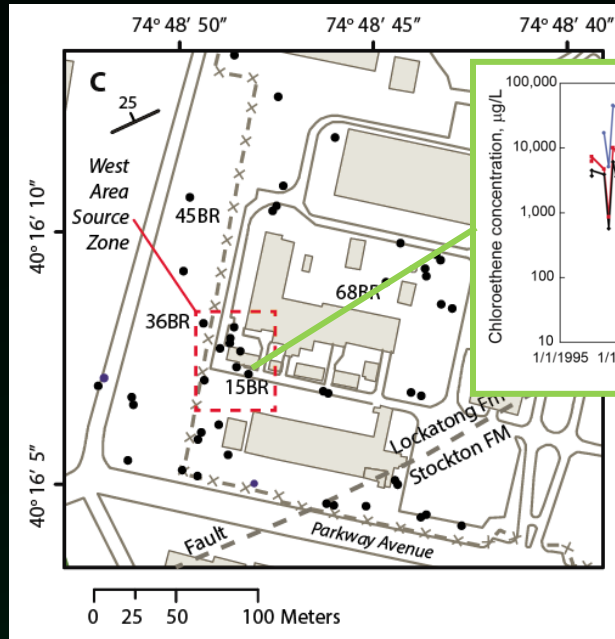 74° 48' 50"
74° 48' 45"
74° 48' 40"
C
25
West
Area
Source
Zone
40° 16' 10"
45BR
68BR
36BR
15BR
40° 16' 5"
Lockatong Fm
Stockton FM
Fault
Parkway Avenue
0 25 50 100 Meters
Chloroethene concentration, µg/L
100,000
10,000
1,000
100
10
1/1/1995 1/1